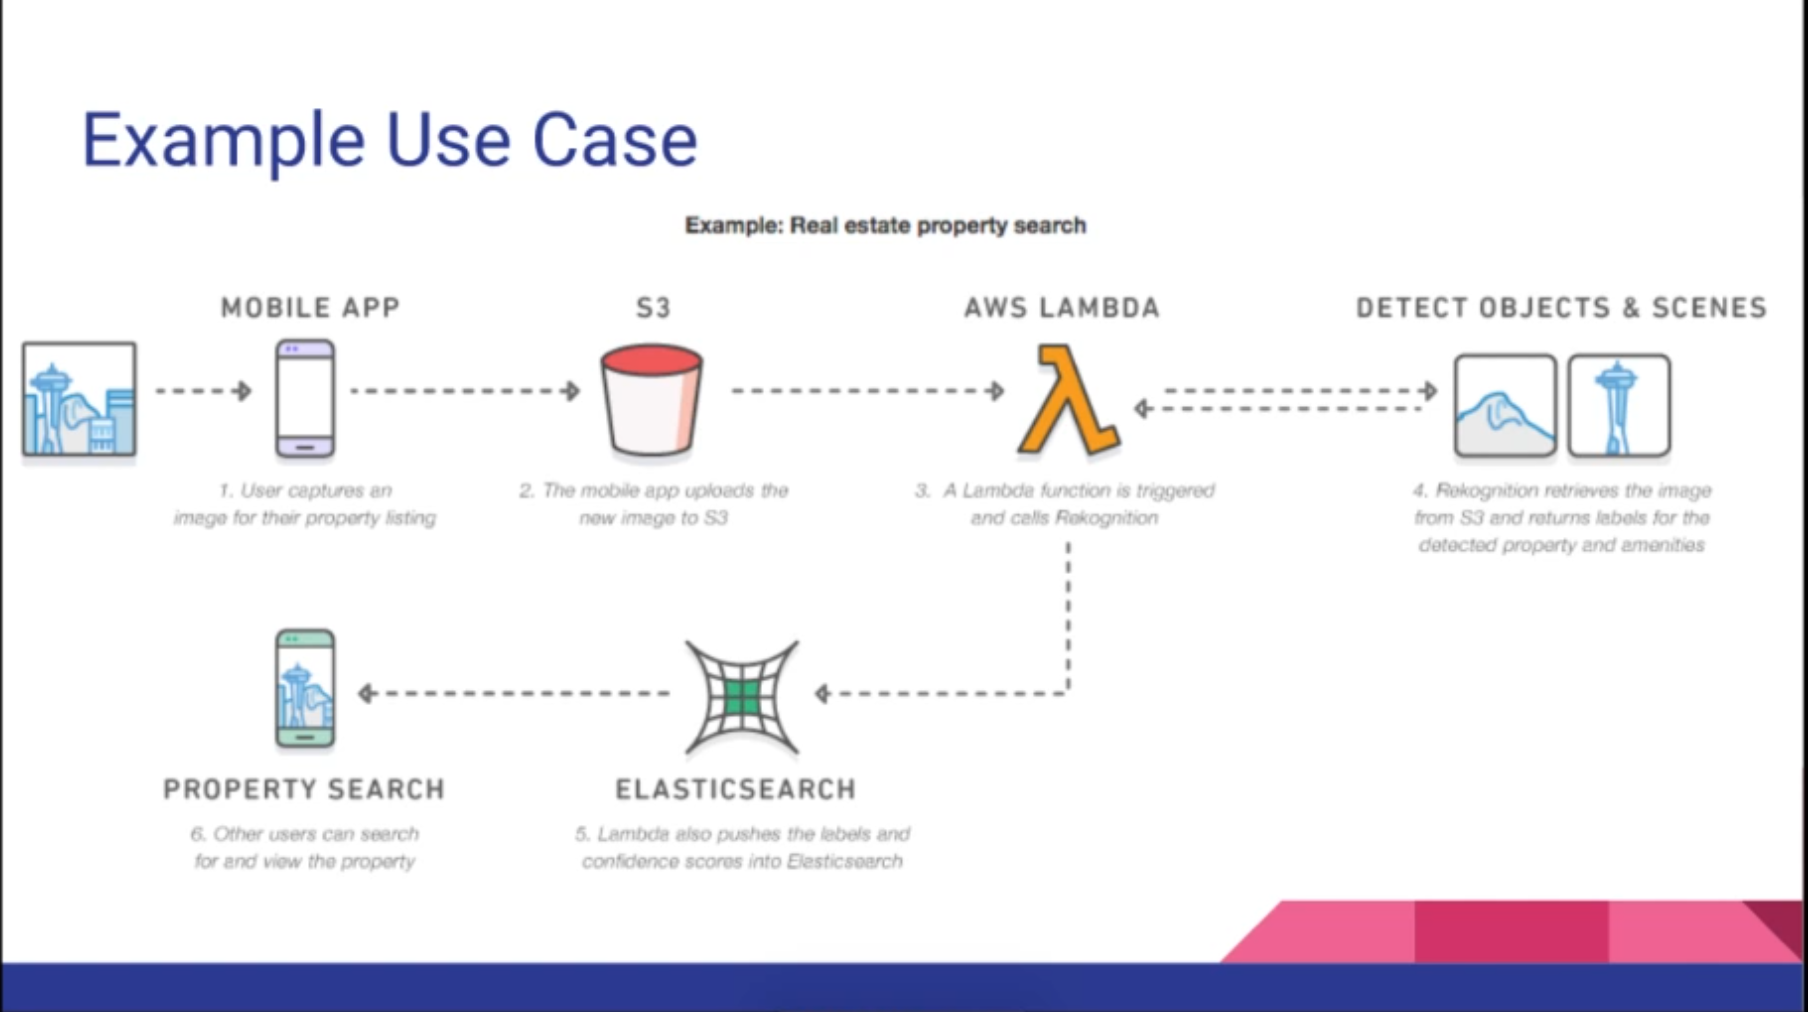 Example Use Case
Example: Real estate property search
MOBILE APP
S3
AWS LAMBDA
DETECT OBJECTS & SCENES
1. User captures an
image for their property listing
2. The mobile app uploads the
new image to S3
3. A Lambda function is triggered
and calls Rekognition
4. Rekognition retrieves the image
from S3 and returns labels for the
detected property and amenities
PROPERTY SEARCH
ELASTICSEARCH
6. Other users can search
for and view the property
5. Lambda also pushes the labels and
confidence scores into Elasticsearch